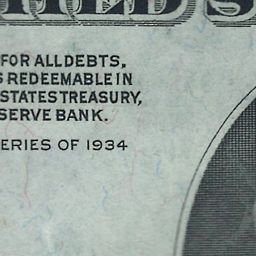 FOR ALL DEBTS,
REDEEMABLE IN
STATES TREASURY,
SERVE BANK.
ERIES OF 1934